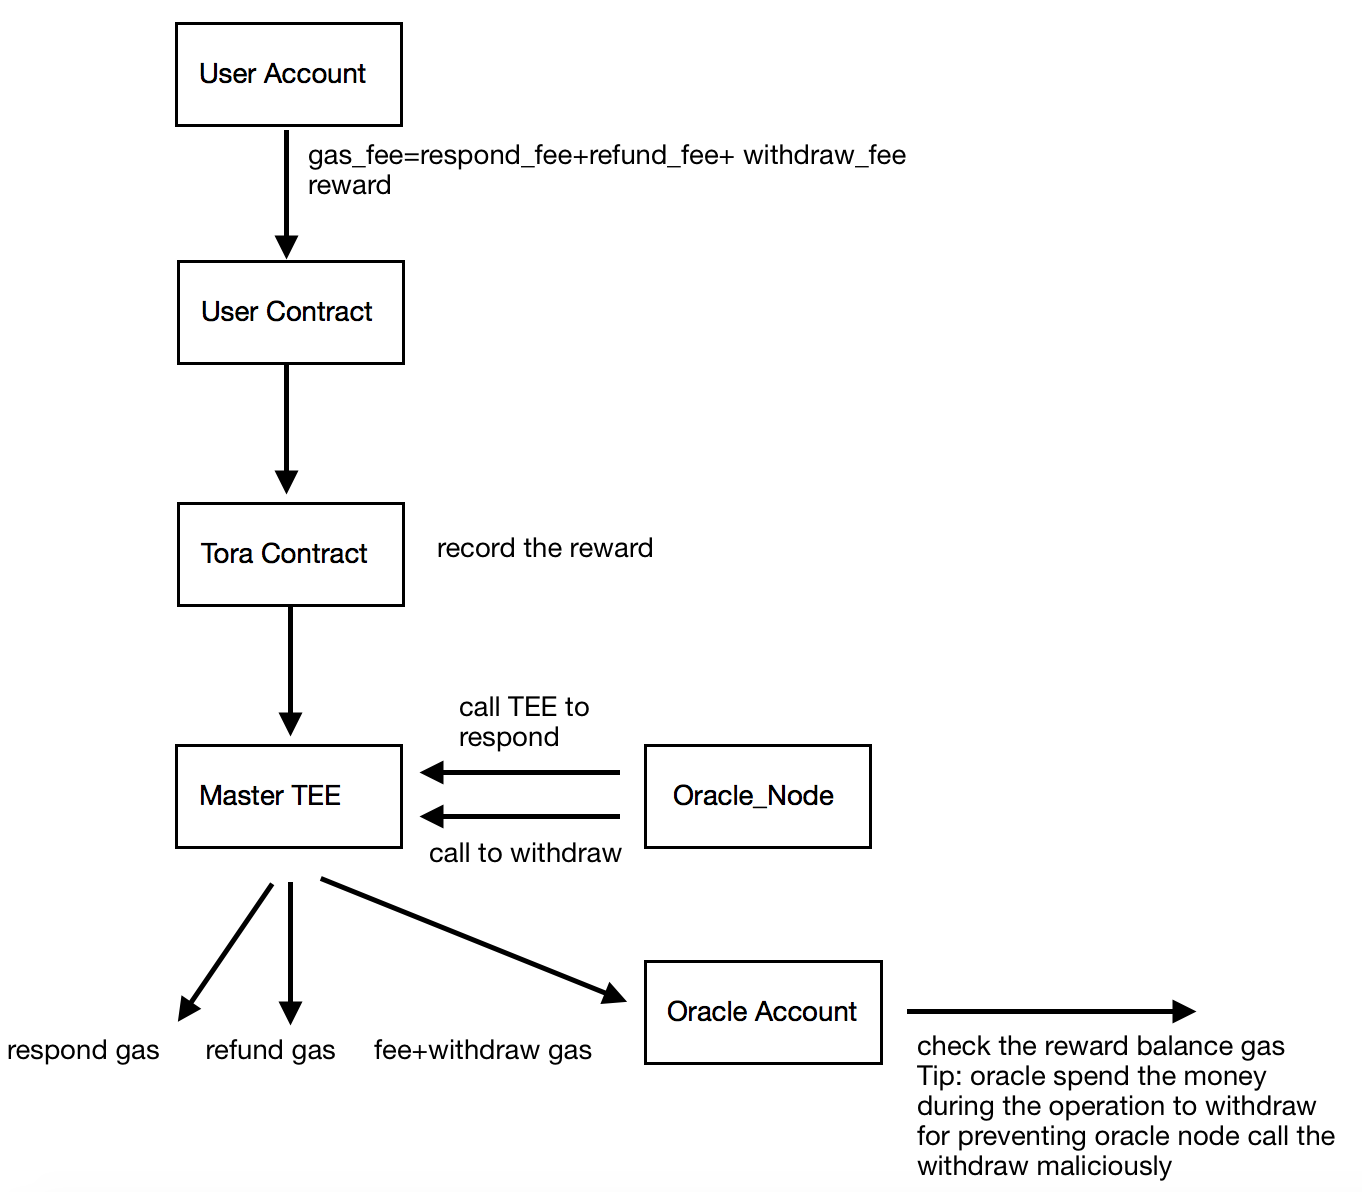 User Account
gas_fee=respond_fee+refund_fee+ withdraw_fee
reward
User Contract
Tora Contract
record the reward
call TEE to
respond
Master TEE
Oracle_Node
call to withdraw
Oracle Account
respond gas
refund gas
fee+withdraw gas
check the reward balance gas
Tip: oracle spend the money
during the operation to withdraw
for preventing oracle node call the
withdraw maliciously